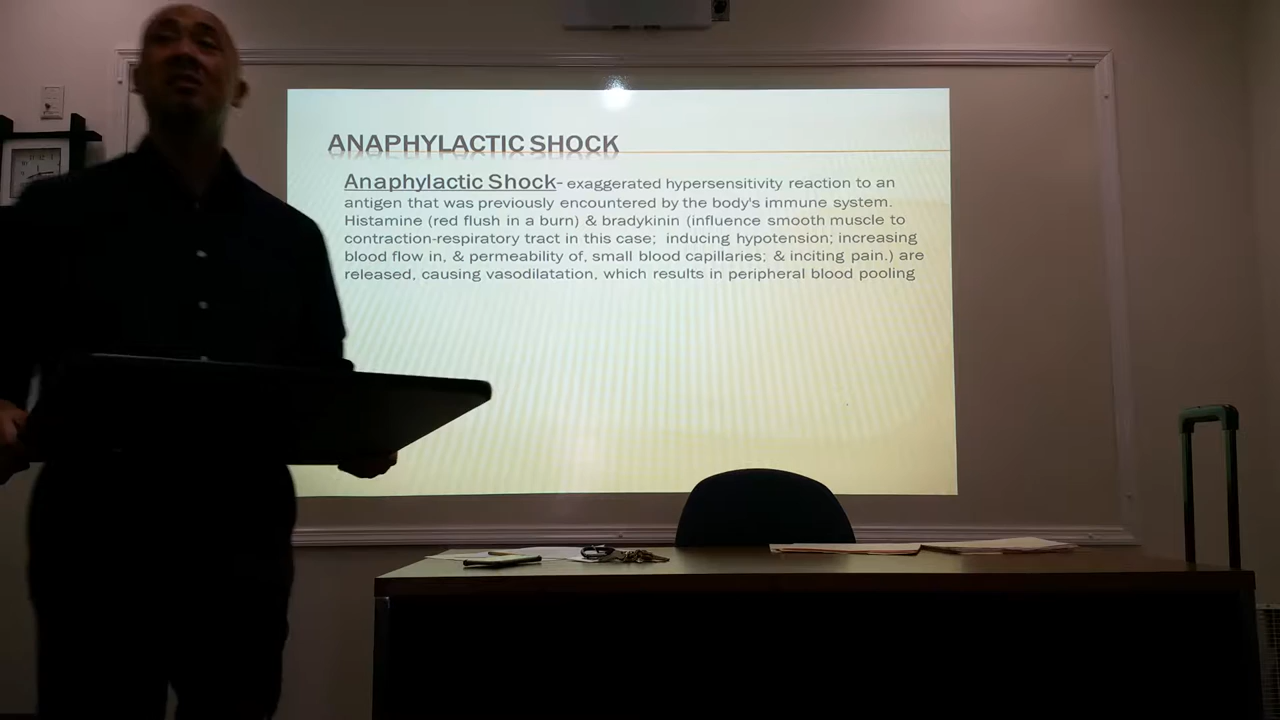 ANAPHYLACTIC SHOCK
Anaphylactic Shock- exaggerated hypersensitivity reaction to an
antigen that was previously encountered by the body's immune system.
Histamine (red flush in a burn) & bradykinin (influence smooth muscle to
contraction-respiratory tract in this case; inducing hypotension; increasing
blood flow in, & permeability of, small blood capillaries; & inciting pain.) are
released, causing vasodilatation, which results in peripheral blood pooling